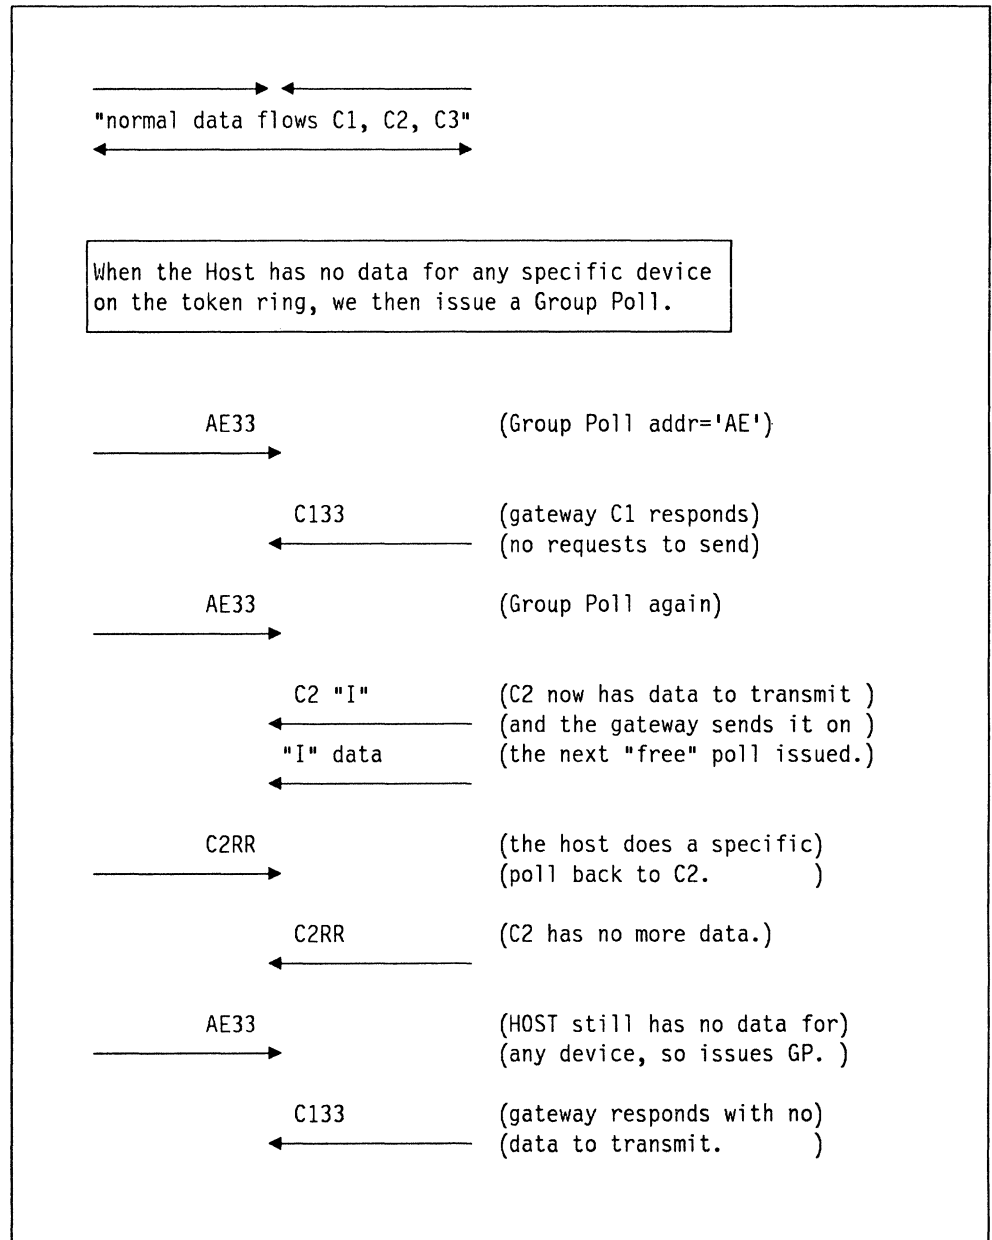 "normal data flows C1, C2, C3"
When the Host has no data for any specific device
on the token ring, we then issue a Group Poll.
AE33 (Group Poll addr='AE')
C133 (gateway C1 responds)
(no requests to send)
AE33 (Group Poll again)
C2 "I" (C2 now has data to transmit )
(and the gateway sends it on )
"I" data (the next "free" poll issued.)
C2RR (the host does a specific)
(poll back to C2. )
C2RR (C2 has no more data.)
AE33 (HOST still has no data for)
(any device, so issues GP. )
C133 (gateway responds with no)
(data to transmit. )